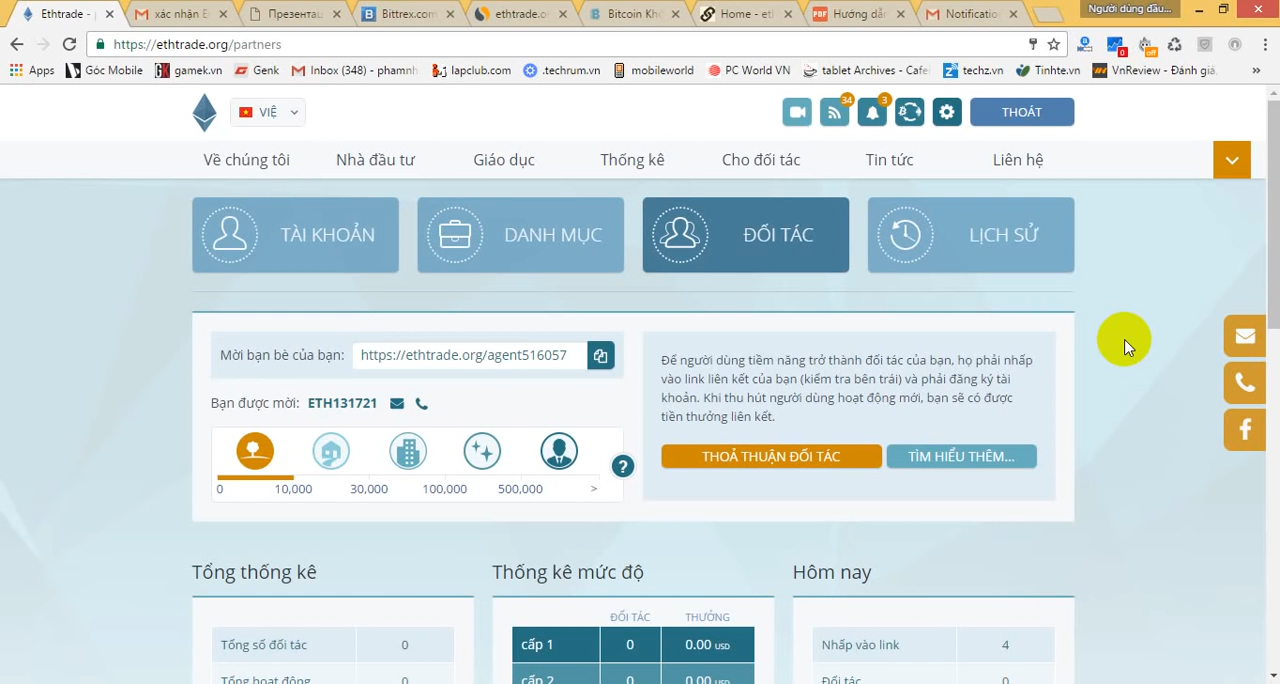 Ethtrade -
xác nhận E
Презентац
Bittrex.com
ethtrade.o
Bitcoin Kh
Home - etl
Hướng dẫn
Notificatio
Người dùng đầu...
https://ethtrade.org/partners
Apps
Góc Mobile
gamek.vn
Genk
Inbox (348) - phamnh
lapclub.com
.techrum.vn
mobileworld
PC World VN
tablet Archives - Cafe
techz.vn
Tinhte.vn
VnReview - Đánh giá,
»
0
off
VIỆ
34
3
THOÁT
Về chúng tôi
Nhà đầu tư
Giáo dục
Thống kê
Cho đối tác
Tin tức
Liên hệ
TÀI KHOẢN
DANH MỤC
ĐỐI TÁC
LỊCH SỬ
Mời bạn bè của bạn:
https://ethtrade.org/agent516057
Bạn được mời: ETH131721
0
10,000
30,000
100,000
500,000
>
?
Để người dùng tiềm năng trở thành đối tác của bạn, họ phải nhấp
vào link liên kết của bạn (kiểm tra bên trái) và phải đăng ký tài
khoản. Khi thu hút người dùng hoạt động mới, bạn sẽ có được
tiền thưởng liên kết.
THOẢ THUẬN ĐỐI TÁC
TÌM HIỂU THÊM...
Tổng thống kê
Tổng số đối tác 0
Tổng hoạt động 0
Thống kê mức độ
ĐỐI TÁC THƯỞNG
cấp 1 0 0.00 USD
cấp 2 0 0.00 USD
Hôm nay
Nhấp vào link 4
Đối tác 0